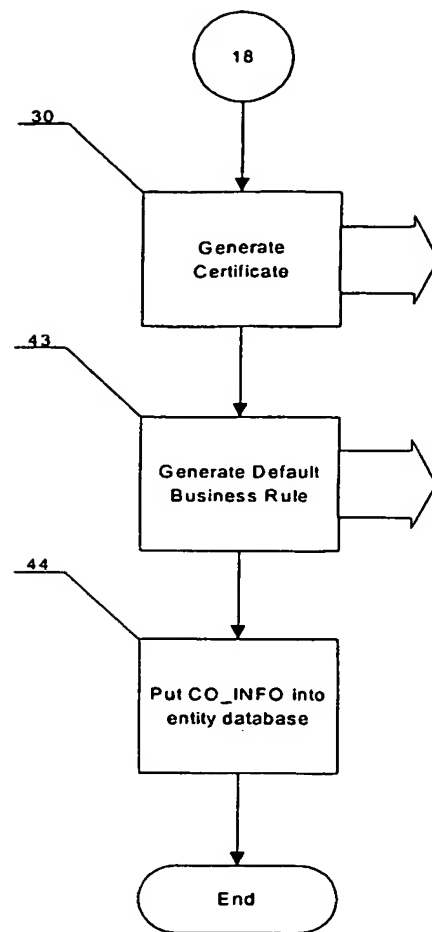 18
30
Generate
Certificate
43
Generate Default
Business Rule
44
Put CO_INFO into
entity database
End